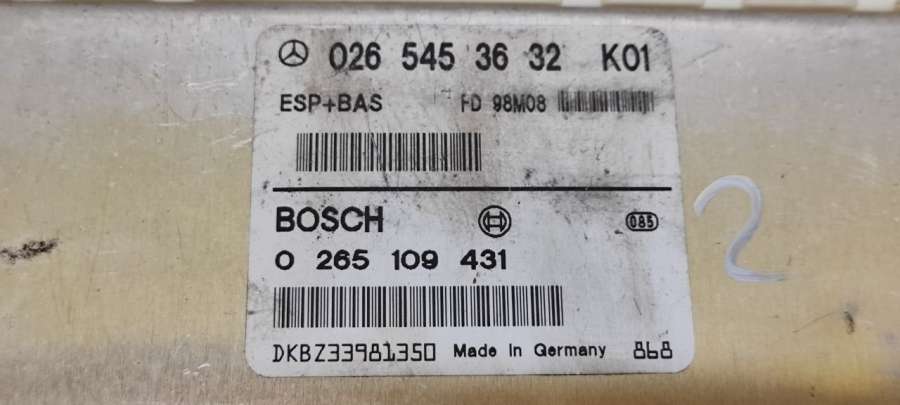 026 545 36 32 K01
ESP+BAS FD 98M08
BOSCH 085
0 265 109 431
DKBZ33981350 Made in Germany 868
2